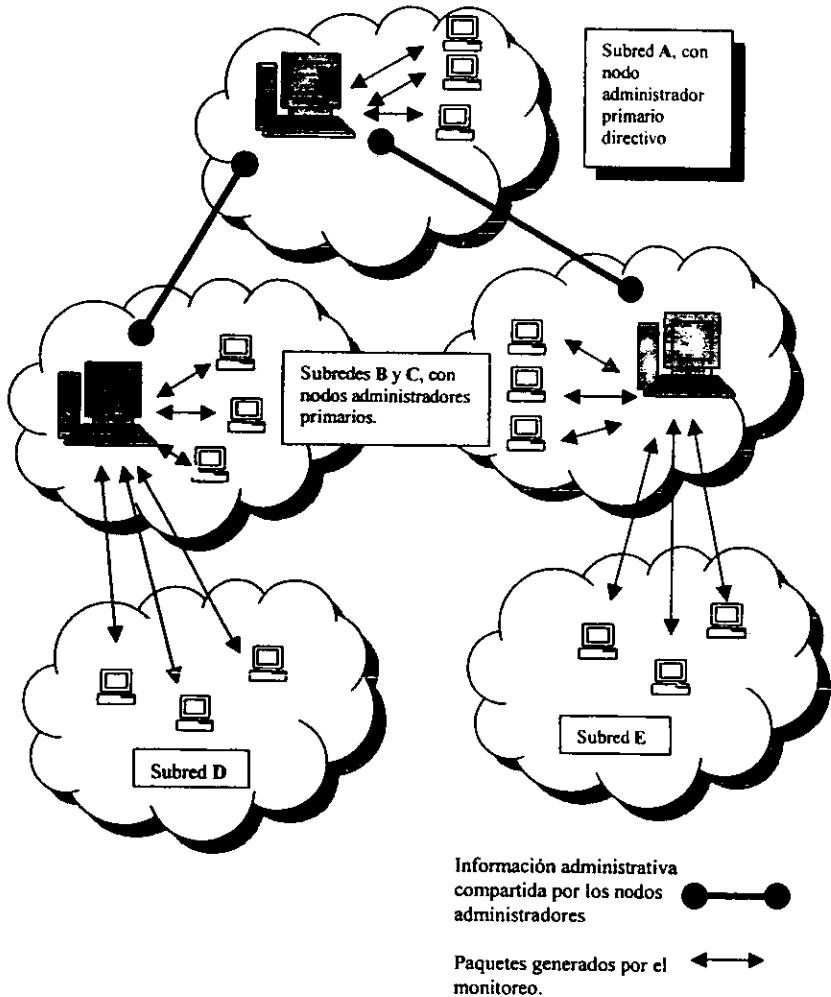 Subred A, con
nodo
administrador
primario
directivo
Subredes B y C, con
nodos administradores
primarios.
Subred D
Subred E
Información administrativa
compartida por los nodos
administradores
Paquetes generados por el
monitoreo.